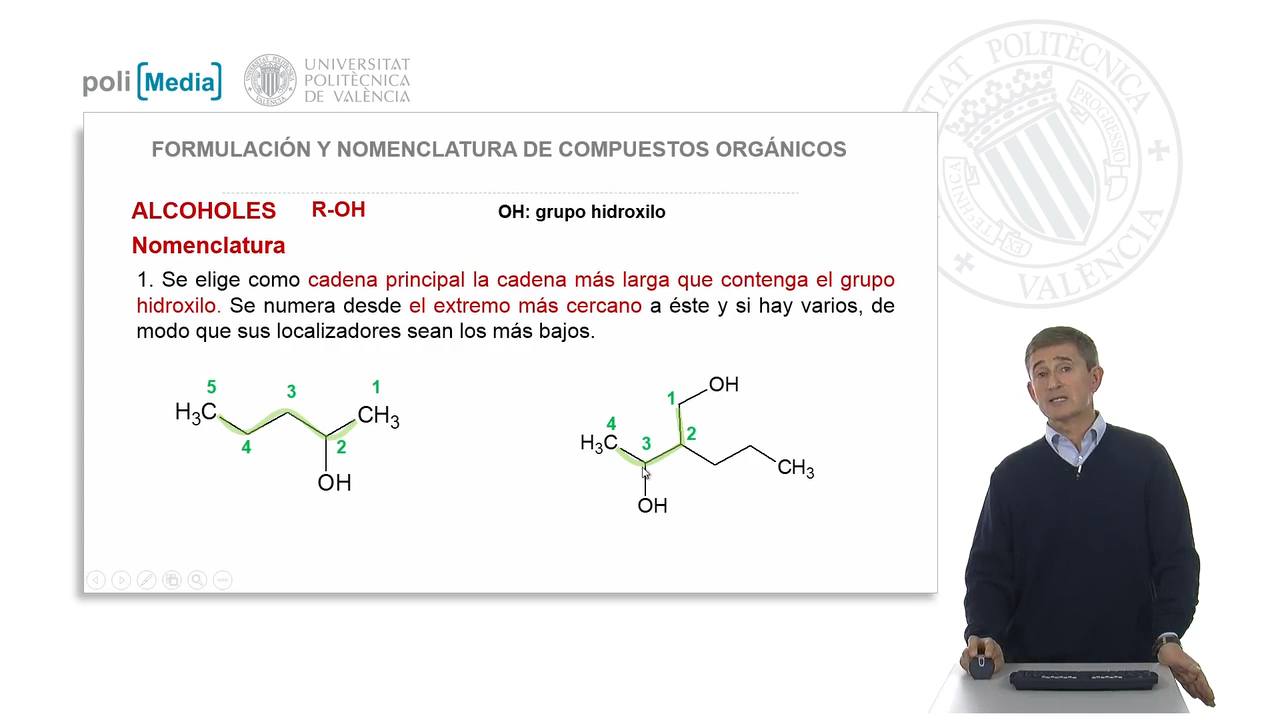 poli [Media]
UNIVERSITAT
POLITÈCNICA
DE VALÈNCIA
POLITÈCNICA
VALÈNCIA
PROGRESSIO
FORMULACIÓN Y NOMENCLATURA DE COMPUESTOS ORGÁNICOS
ALCOHOLES R-OH OH: grupo hidroxilo
Nomenclatura
1. Se elige como cadena principal la cadena más larga que contenga el grupo
hidroxilo. Se numera desde el extremo más cercano a éste y si hay varios, de
modo que sus localizadores sean los más bajos.
5 3 1
H₃C CH₃
4 2
OH
OH
1
4 3 2
H₃C CH₃
OH